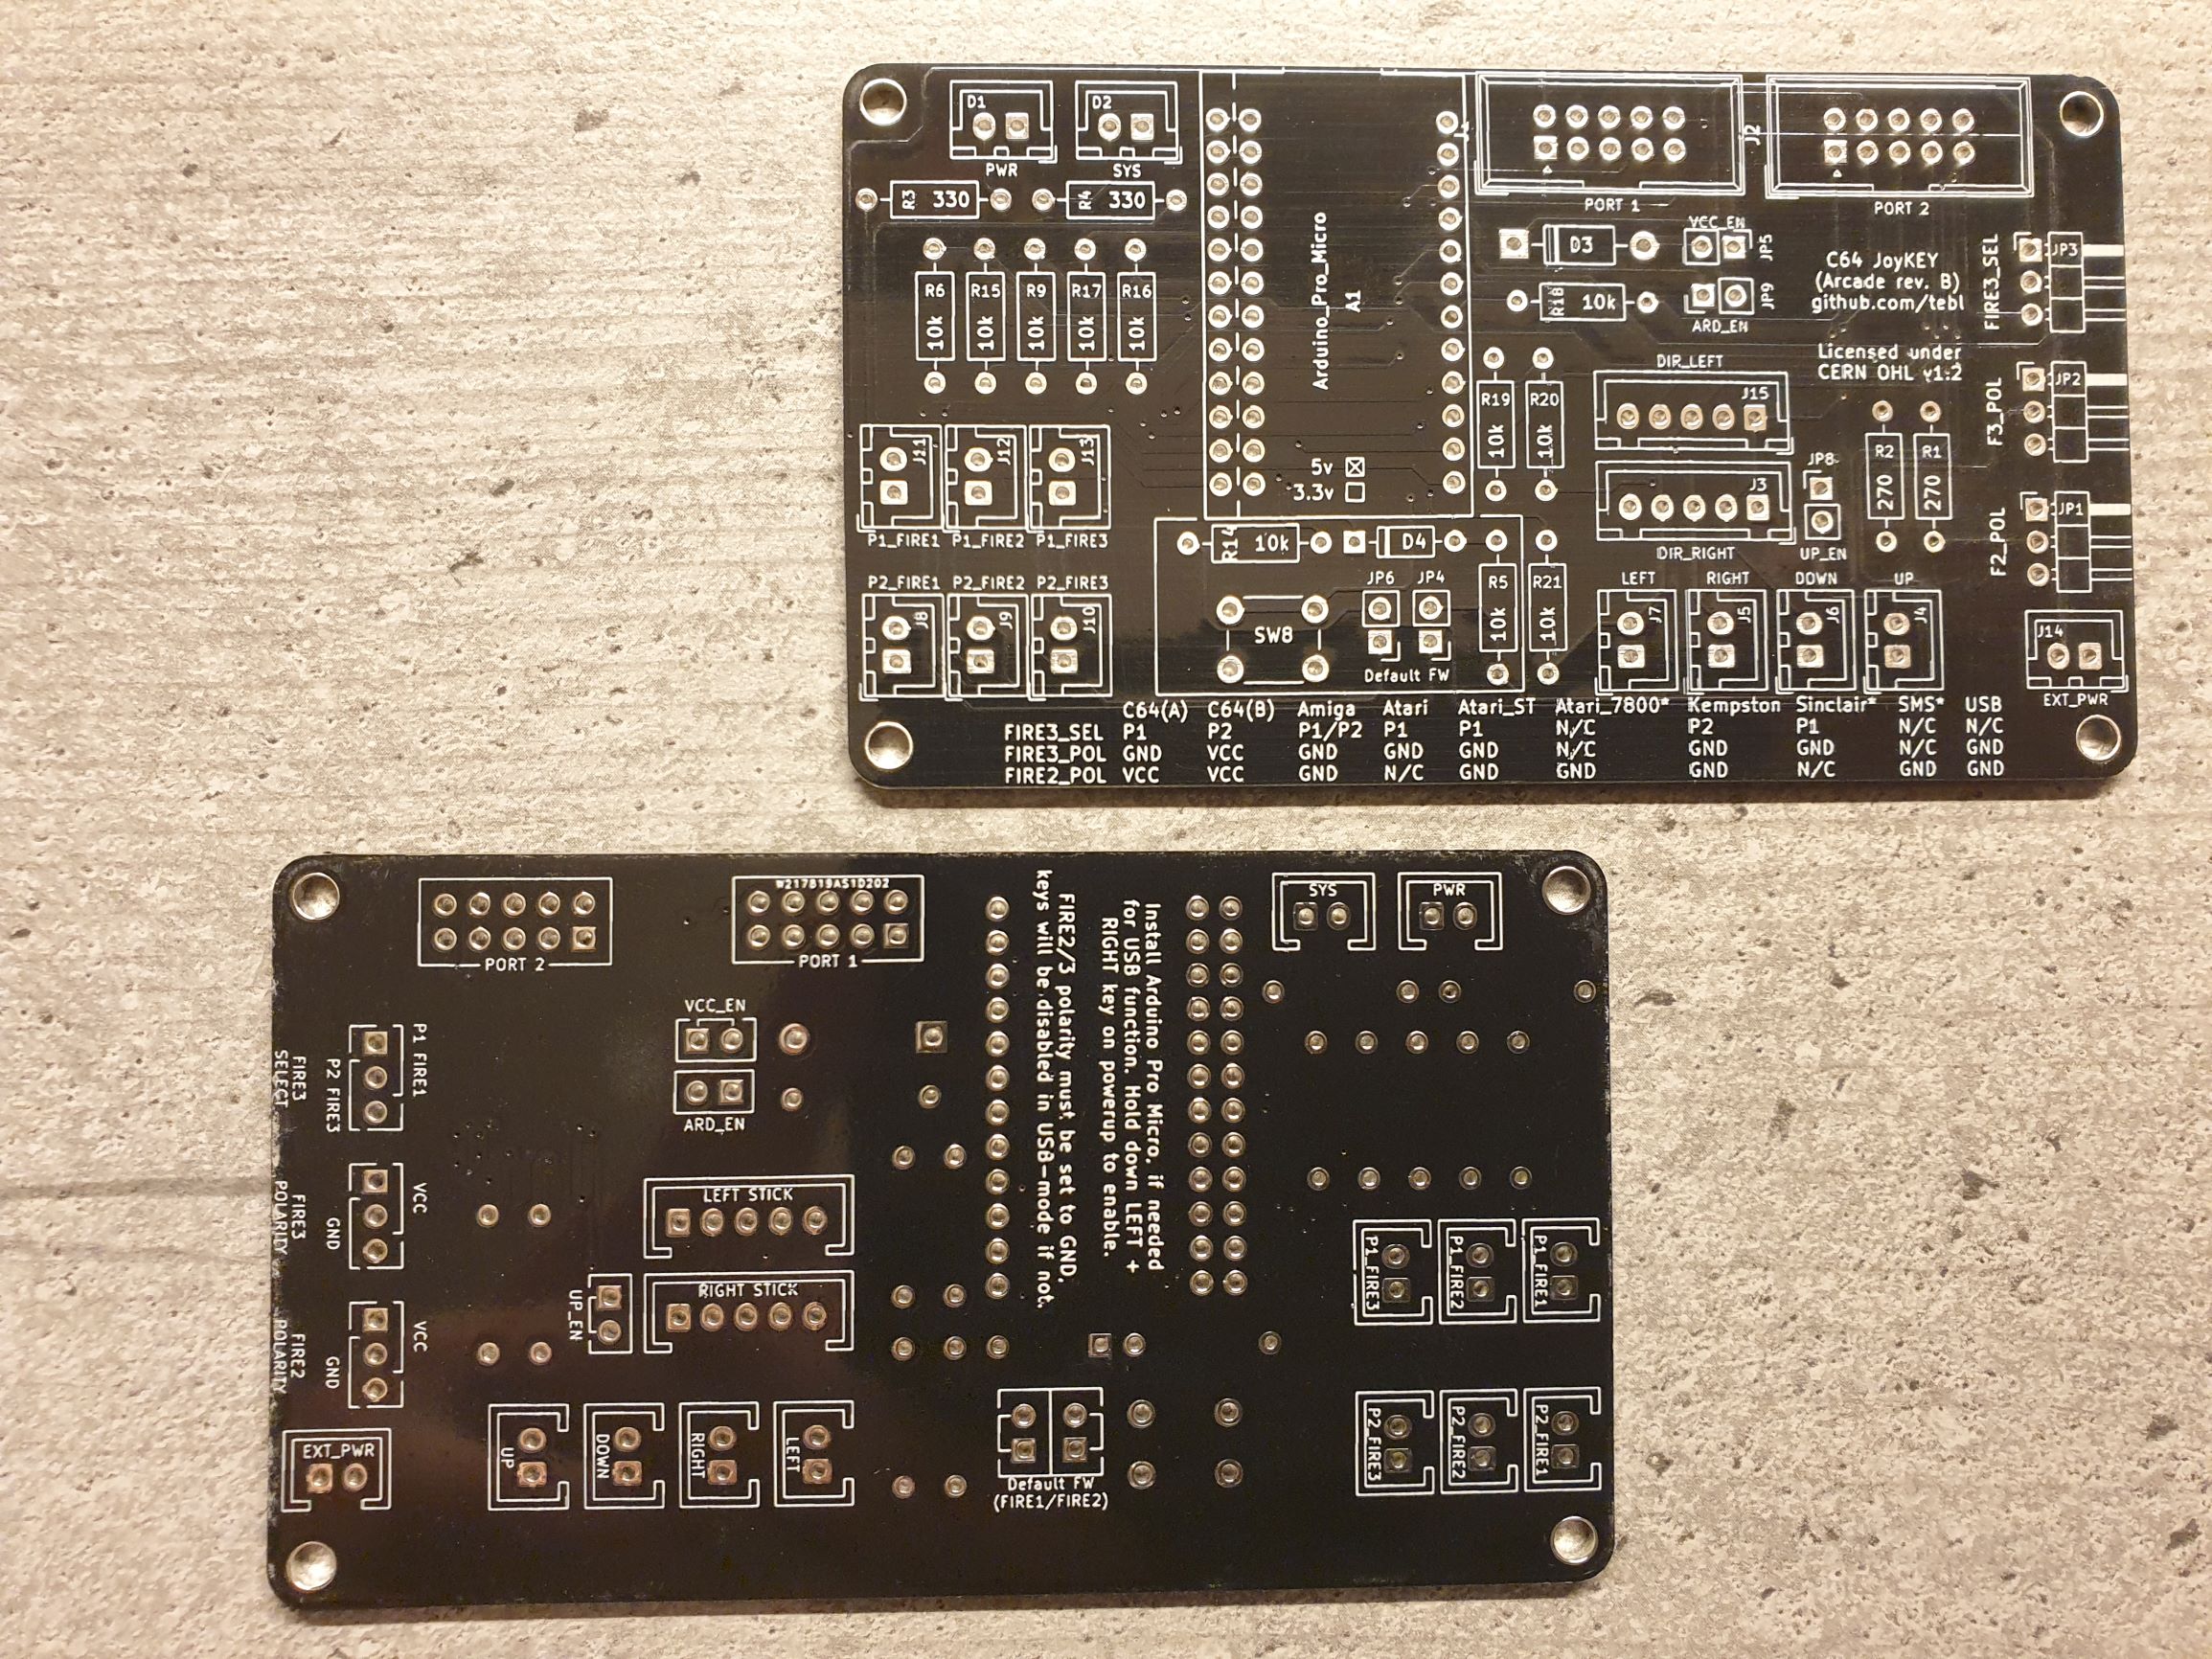 D1
PWR
D2
SYS
R3 330
R4 330
R6 10k
R15 10k
R9 10k
R17 10k
R16 10k
J11
P1_FIRE1
J12
P1_FIRE2
J13
P1_FIRE3
P2_FIRE1
J8
P2_FIRE2
J9
P2_FIRE3
J10
Arduino_Pro_Micro
A1
5v
3.3v
PORT 1
J2
PORT 2
D3
VCC_EN
JP5
R18 10k
JP9
ARD_EN
C64 JoyKEY
(Arcade rev. B)
github.com/tebl
Licensed under
CERN OHL v1.2
FIRE3_SEL
JP3
F3_POL
JP2
F2_POL
JP1
DIR_LEFT
J15
J3
DIR_RIGHT
R19 10k
R20 10k
JP8
UP_EN
R2 270
R1 270
R14 10k
D4
SW8
JP6
JP4
Default FW
R5 10k
R21 10k
LEFT
J7
RIGHT
J5
DOWN
J6
UP
J4
J14
EXT_PWR
C64(A) C64(B) Amiga Atari Atari_ST Atari_7800* Kempston Sinclair* SMS* USB
FIRE3_SEL P1 P2 P1/P2 P1 P1 N/C P2 P1 N/C N/C
FIRE3_POL GND VCC GND GND GND N/C GND GND N/C GND
FIRE2_POL VCC VCC GND N/C GND GND GND N/C GND GND
PORT 2
W217819AS1D202
PORT 1
SYS
PWR
Install Arduino Pro Micro, if needed
for USB function. Hold down LEFT +
RIGHT key on powerup to enable.
FIRE2/3 polarity must be set to GND,
keys will be disabled in USB-mode if not.
VCC_EN
ARD_EN
P1 FIRE1
P2 FIRE3
FIRE3
SELECT
VCC
GND
FIRE3
POLARITY
VCC
GND
FIRE2
POLARITY
LEFT STICK
RIGHT STICK
UP_EN
EXT_PWR
UP
DOWN
RIGHT
LEFT
Default FW
(FIRE1/FIRE2)
P1_FIRE3
P1_FIRE2
P1_FIRE1
P2_FIRE3
P2_FIRE2
P2_FIRE1